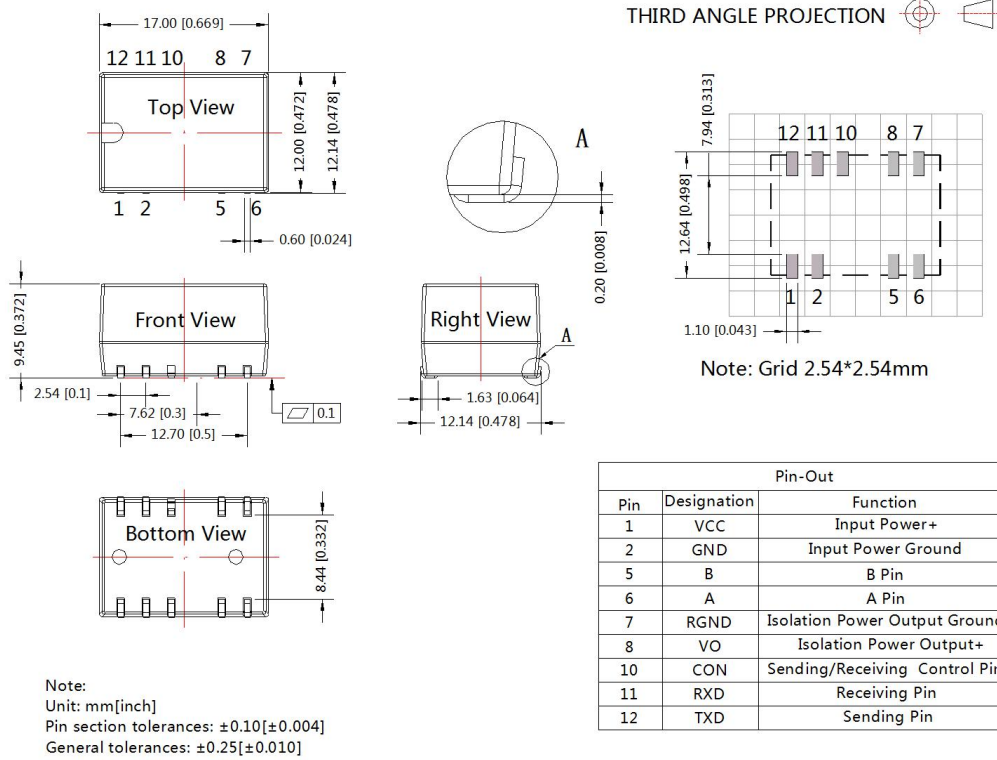 THIRD ANGLE PROJECTION
17.00 [0.669]
12 11 10 8 7
Top View
12.00 [0.472]
12.14 [0.478]
1 2 5 6
0.60 [0.024]
A
0.20 [0.008]
7.94 [0.313]
12 11 10 8 7
12.64 [0.498]
1 2 5 6
1.10 [0.043]
Note: Grid 2.54*2.54mm
9.45 [0.372]
Front View
2.54 [0.1]
7.62 [0.3]
12.70 [0.5]
0.1
Right View
A
1.63 [0.064]
12.14 [0.478]
Bottom View
8.44 [0.332]
Pin-Out
Pin Designation Function
1 VCC Input Power+
2 GND Input Power Ground
5 B B Pin
6 A A Pin
7 RGND Isolation Power Output Ground
8 VO Isolation Power Output+
10 CON Sending/Receiving Control Pin
11 RXD Receiving Pin
12 TXD Sending Pin
Note:
Unit: mm[inch]
Pin section tolerances: ±0.10[±0.004]
General tolerances: ±0.25[±0.010]